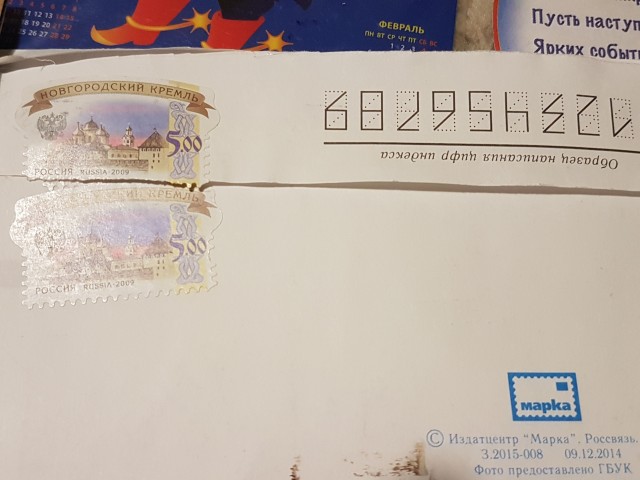 ФЕВРАЛЬ
ПН ВТ СР ЧТ ПТ СБ ВС
Пусть наступ
Ярких событи
НОВГОРОДСКИЙ КРЕМЛЬ
5.00
РОССИЯ RUSSIA·2009
123456789
Образец написания цифр индекса
КРЕМЛЬ
5.00
РОССИЯ RUSSIA·2009
марка
© Издатцентр "Марка". Россвязь.
3.2015-008 09.12.2014
Фото предоставлено ГБУК